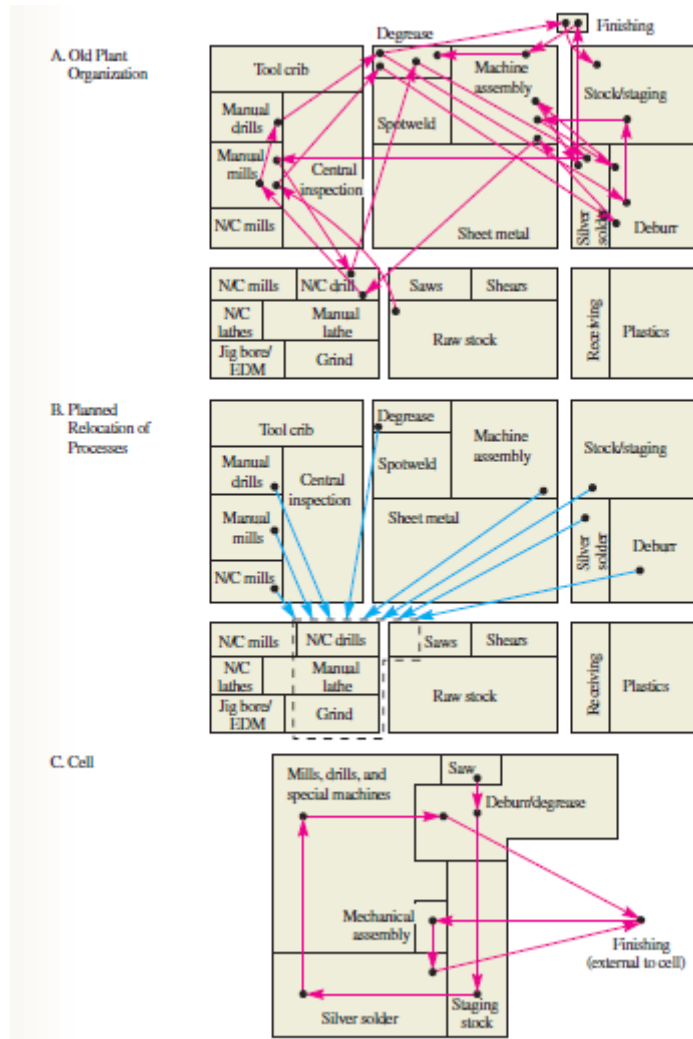 Degrease
Finishing
A. Old Plant
Organization
Tool crib
Machine
assembly
Stock/staging
Manual
drills
Spotweld
Manual
mills
Central
inspection
N/C mills
Sheet metal
Silver
solder
Deburr
N/C mills
N/C drill
Saws
Shears
N/C
lathes
Manual
lathe
Raw stock
Receiving
Plastics
Jig bore/
EDM
Grind
B. Planned
Relocation of
Processes
Degrease
Tool crib
Machine
assembly
Stock/staging
Spotweld
Manual
drills
Central
inspection
Manual
mills
Sheet metal
Silver
solder
Deburr
N/C mills
N/C mills
N/C drills
Saws
Shears
N/C
lathes
Manual
lathe
Raw stock
Receiving
Plastics
Jig bore/
EDM
Grind
C. Cell
Saw
Mills, drills, and
special machines
Deburr/degrease
Mechanical
assembly
Finishing
(external to cell)
Silver solder
Staging
stock